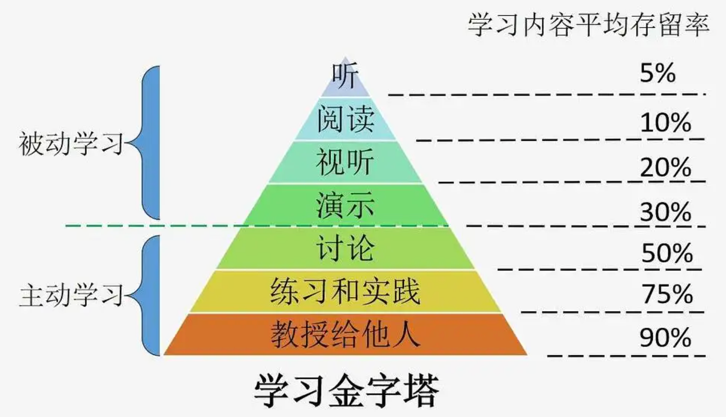 学习内容平均存留率
听
5%
阅读
10%
视听
20%
演示
30%
讨论
50%
练习和实践
75%
教授给他人
90%
被动学习
主动学习
学习金字塔